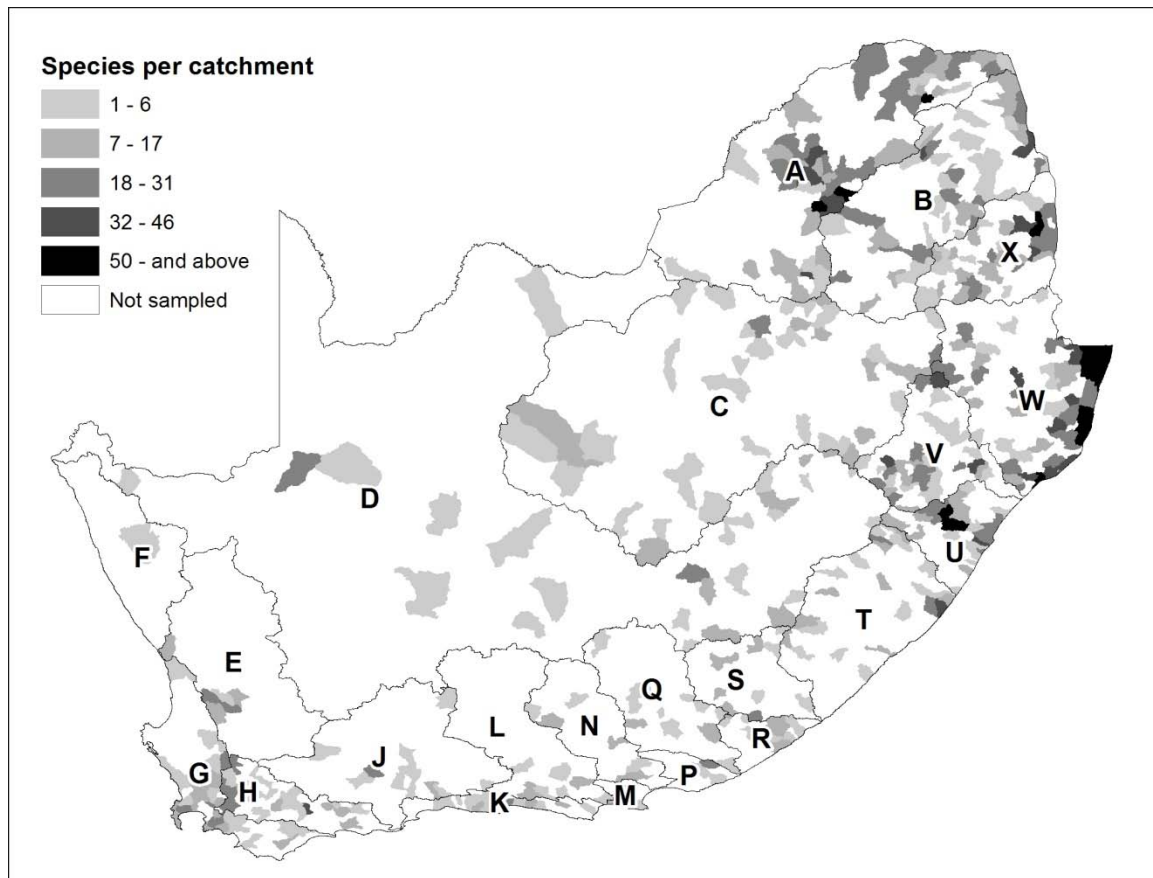 Species per catchment
1 - 6
7 - 17
18 - 31
32 - 46
50 - and above
Not sampled
A
B
X
C
W
V
D
F
U
T
E
S
Q
L
N
R
J
P
G
H
K
M